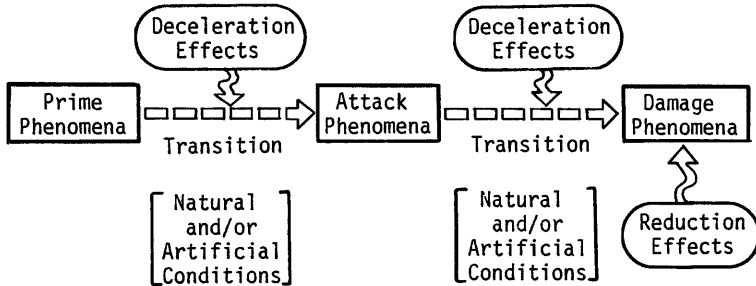 Deceleration
Effects
Deceleration
Effects
Prime
Phenomena
Attack
Phenomena
Damage
Phenomena
Transition
Transition
Natural
and/or
Artificial
Conditions
Natural
and/or
Artificial
Conditions
Reduction
Effects